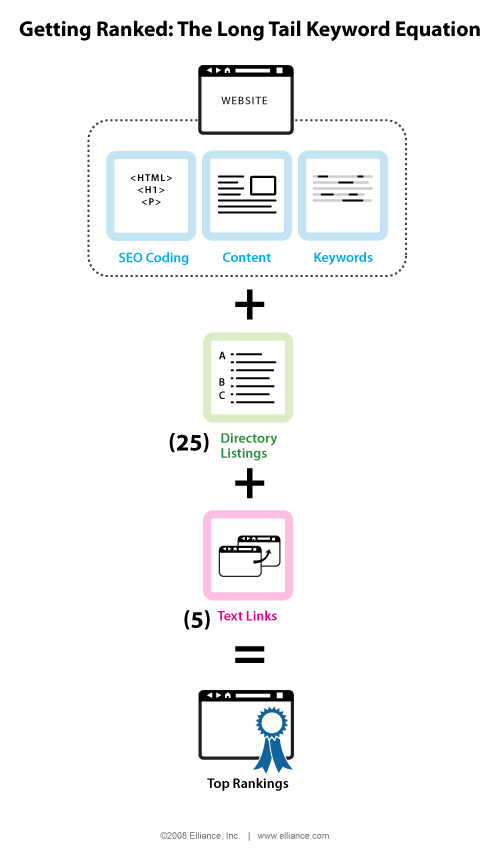 Getting Ranked: The Long Tail Keyword Equation
WEBSITE
<HTML>
<H1>
<P>
SEO Coding
Content
Keywords
+
A
B
C
(25) Directory
Listings
+
(5) Text Links
=
Top Rankings
©2008 Elliance, Inc. | www.elliance.com